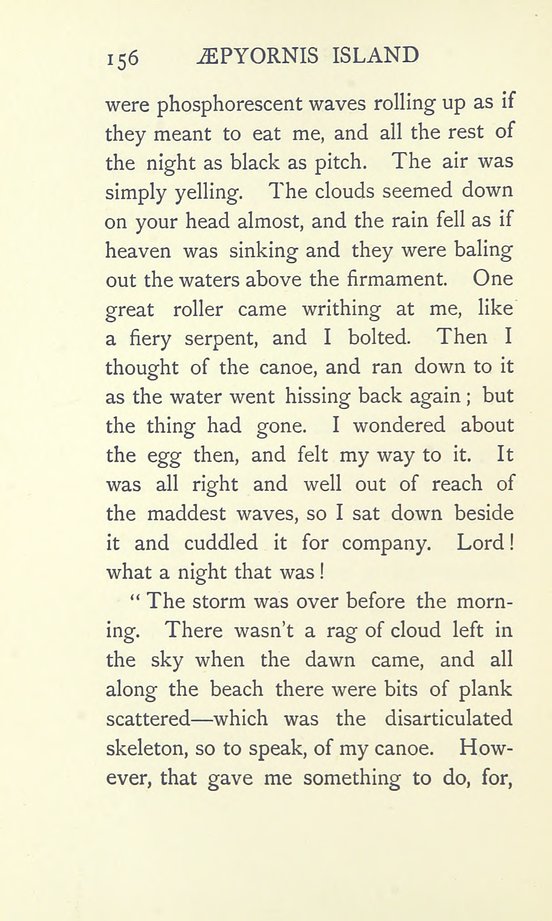 156 ÆPYORNIS ISLAND
were phosphorescent waves rolling up as if
they meant to eat me, and all the rest of
the night as black as pitch. The air was
simply yelling. The clouds seemed down
on your head almost, and the rain fell as if
heaven was sinking and they were baling
out the waters above the firmament. One
great roller came writhing at me, like
a fiery serpent, and I bolted. Then I
thought of the canoe, and ran down to it
as the water went hissing back again; but
the thing had gone. I wondered about
the egg then, and felt my way to it. It
was all right and well out of reach of
the maddest waves, so I sat down beside
it and cuddled it for company. Lord!
what a night that was!
“The storm was over before the morn-
ing. There wasn't a rag of cloud left in
the sky when the dawn came, and all
along the beach there were bits of plank
scattered—which was the disarticulated
skeleton, so to speak, of my canoe. How-
ever, that gave me something to do, for,